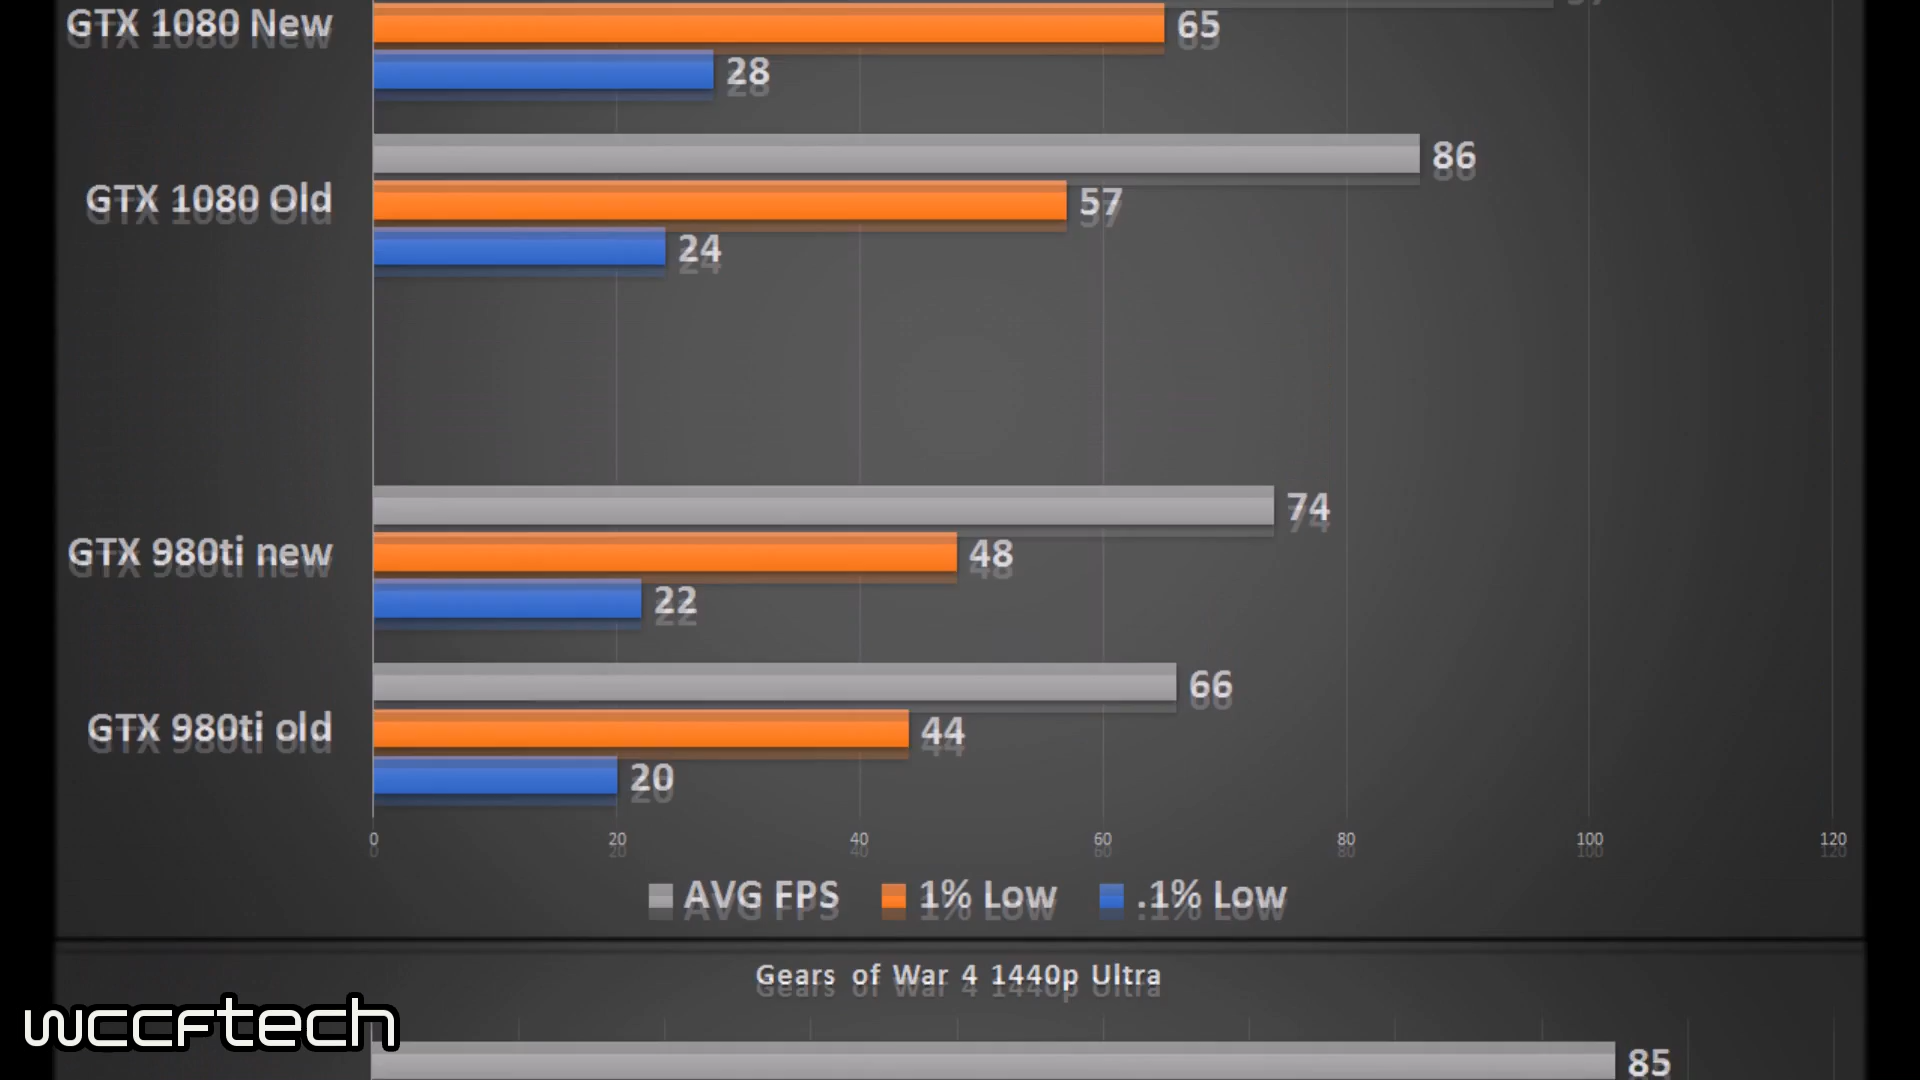 GTX 1080 New
65
28
GTX 1080 Old
86
57
24
GTX 980ti new
74
48
22
GTX 980ti old
66
44
20
0 20 40 60 80 100 120
AVG FPS 1% Low .1% Low
Gears of War 4 1440p Ultra
85
wccftech